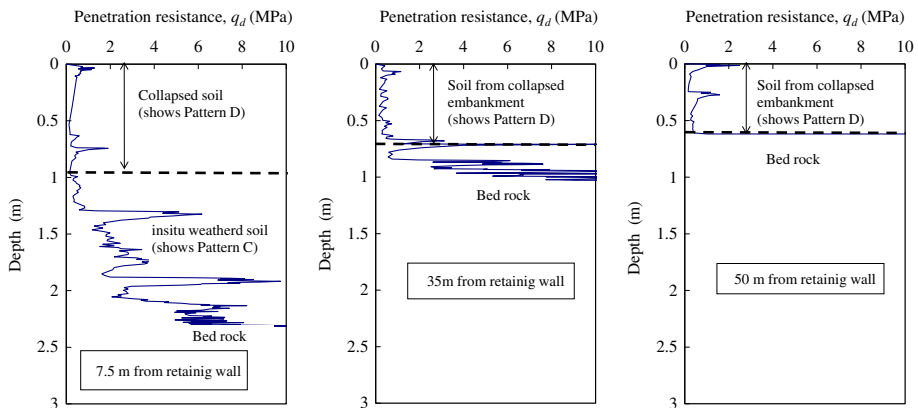 Penetration resistance, qd (MPa)
0 2 4 6 8 10
0
0.5
1
1.5
2
2.5
3
Depth (m)
Collapsed soil
(shows Pattern D)
insitu weatherd soil
(shows Pattern C)
Bed rock
7.5 m from retainig wall
Penetration resistance, qd (MPa)
0 2 4 6 8 10
0
0.5
1
1.5
2
2.5
3
Depth (m)
Soil from collapsed
embankment
(shows Pattern D)
Bed rock
35m from retainig wall
Penetration resistance, qd (MPa)
0 2 4 6 8 10
0
0.5
1
1.5
2
2.5
3
Depth (m)
Soil from collapsed
embankment
(shows Pattern D)
Bed rock
50 m from retainig wall